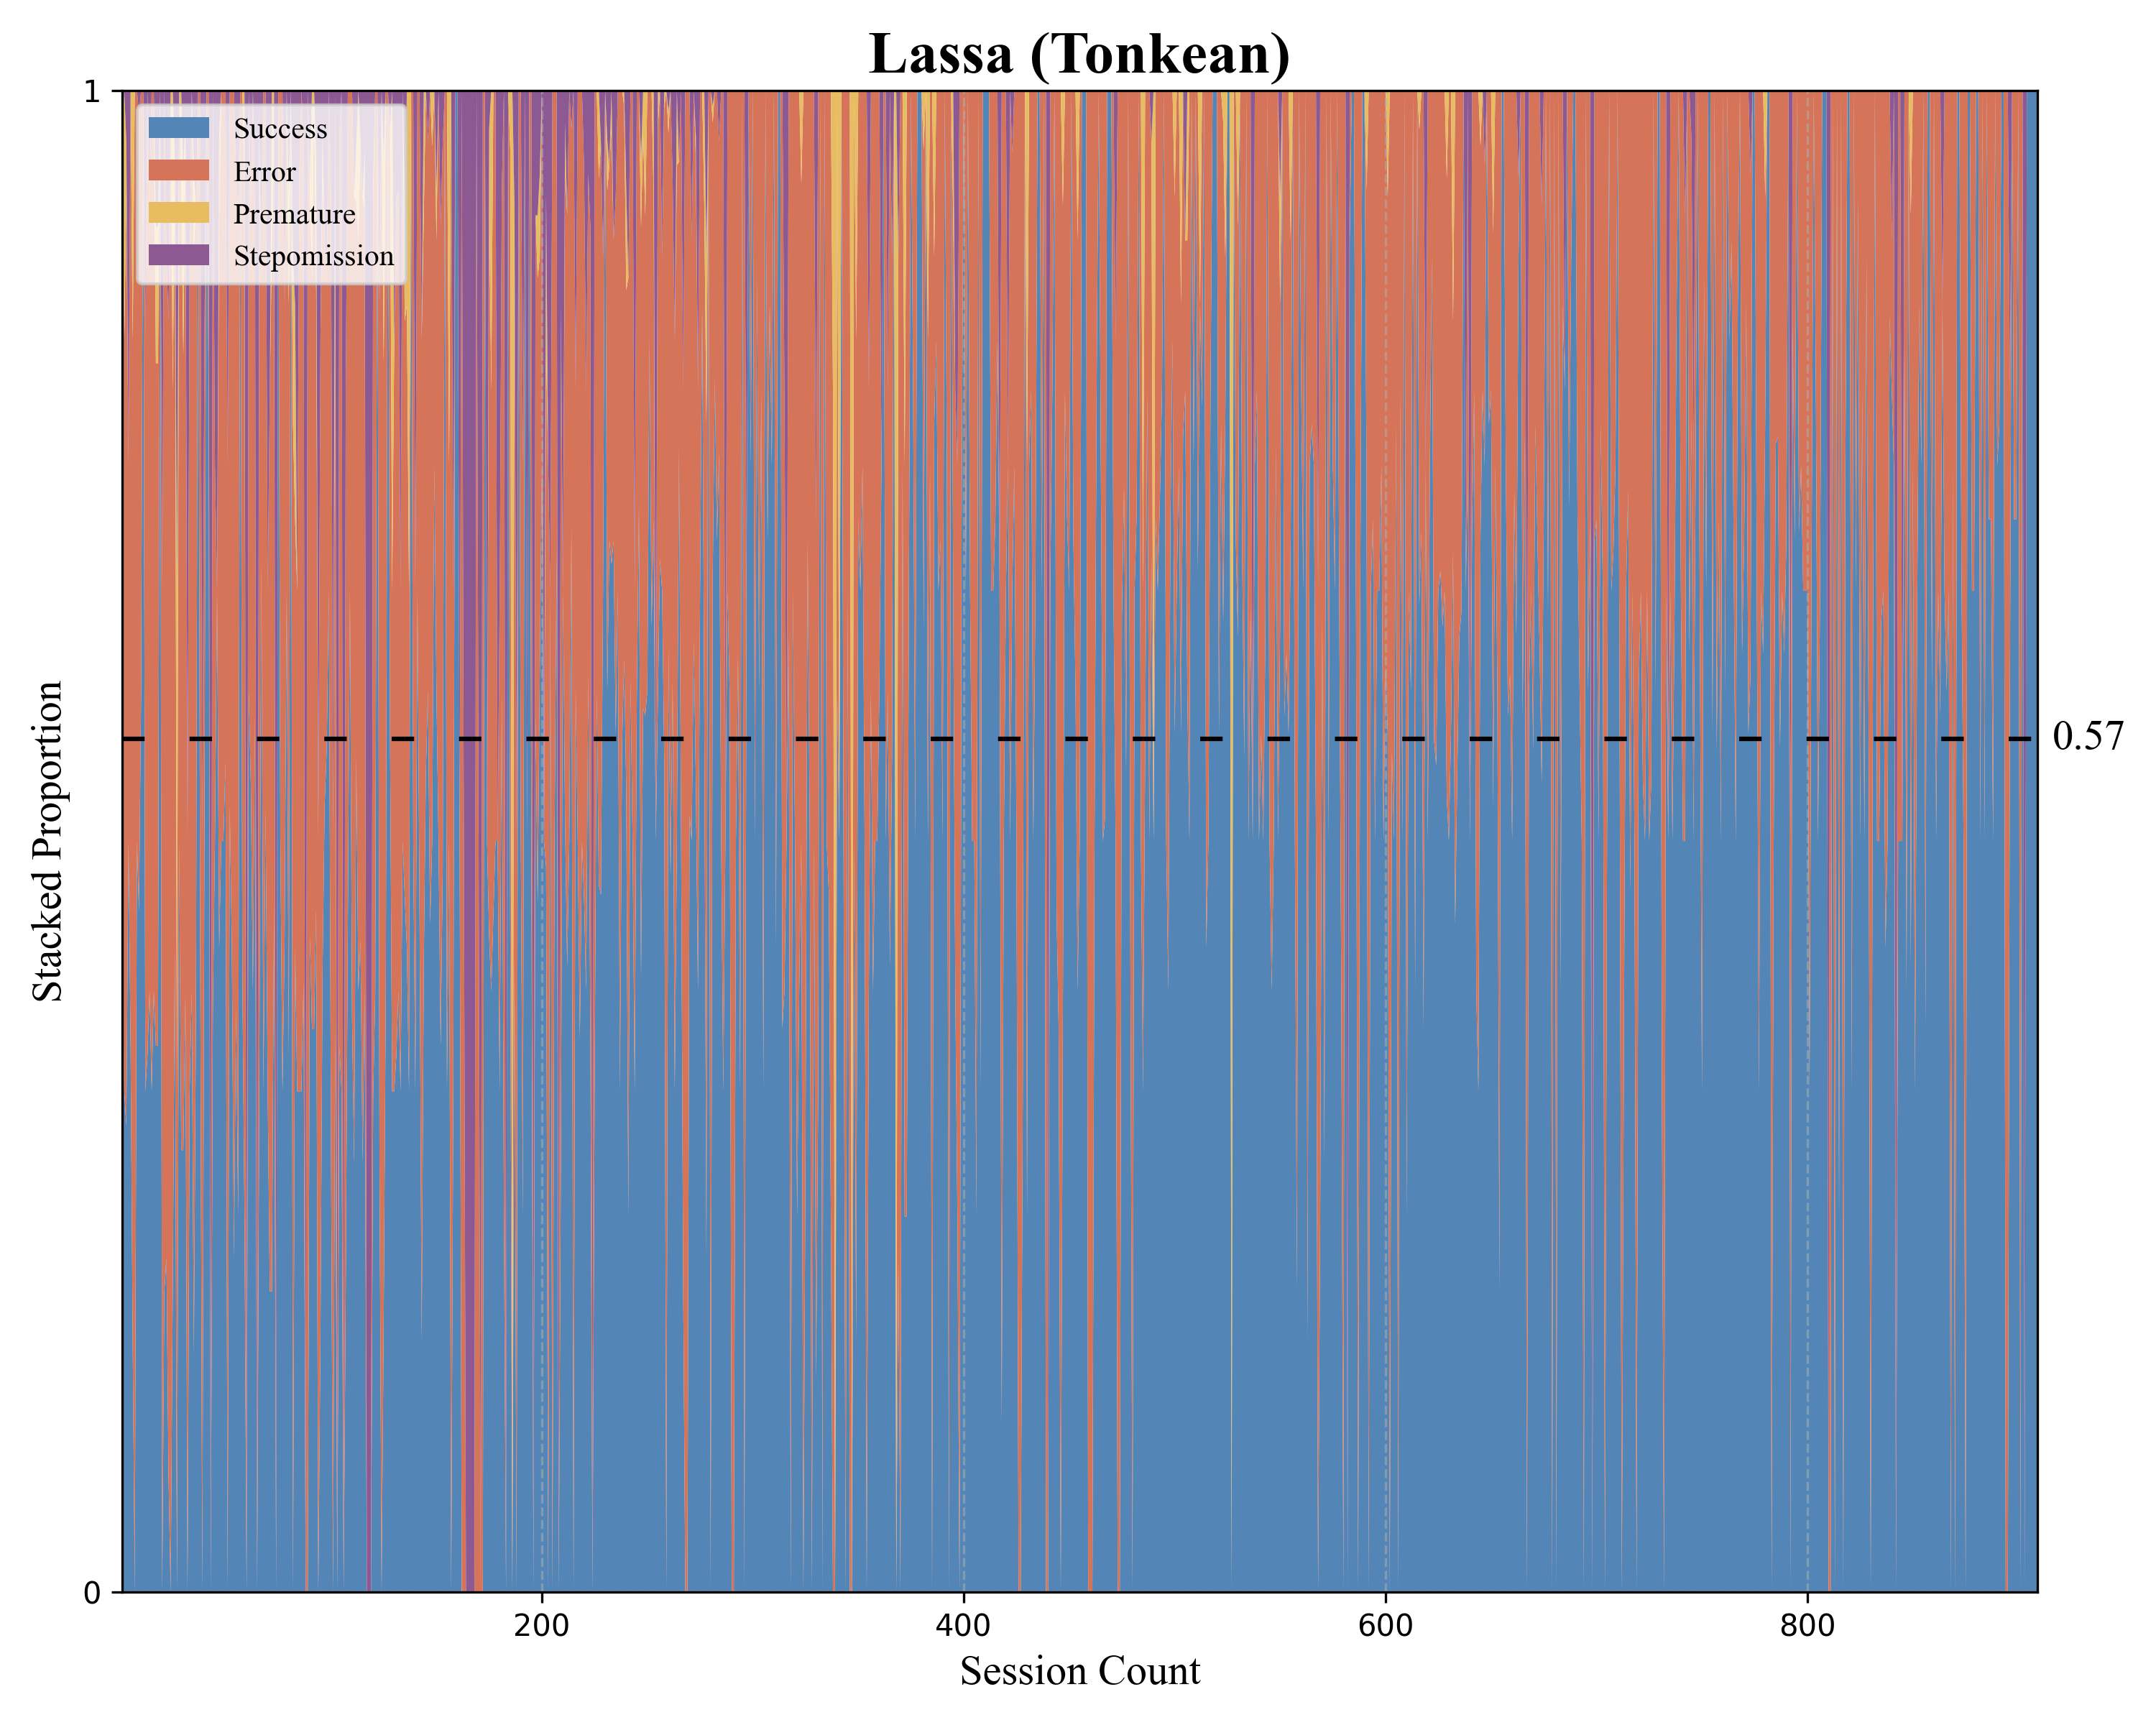 Lassa (Tonkean)
1
Success
Error
Premature
Stepomission
Stacked Proportion
0.57
0
200 400 600 800
Session Count